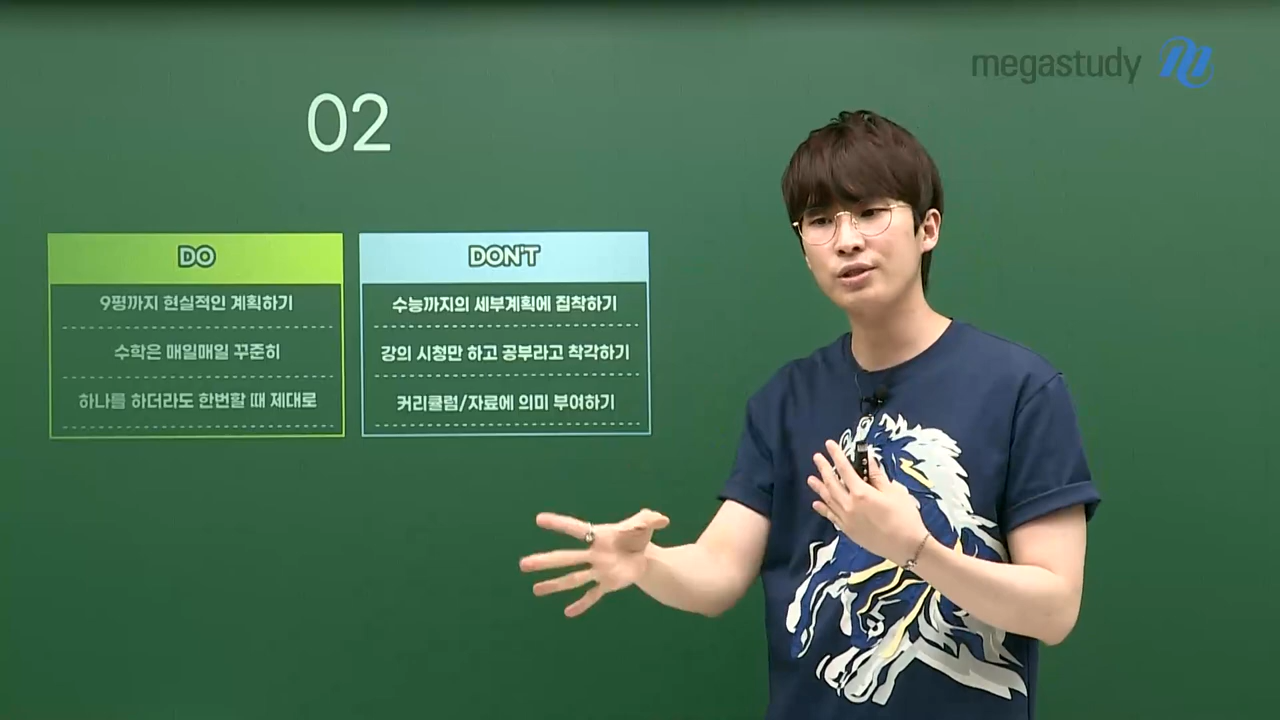 megastudy
02
DO
9평까지 현실적인 계획하기
수학은 매일매일 꾸준히
하나를 하더라도 한번할 때 제대로
DON'T
수능까지의 세부계획에 집착하기
강의 시청만 하고 공부라고 착각하기
커리큘럼/자료에 의미 부여하기